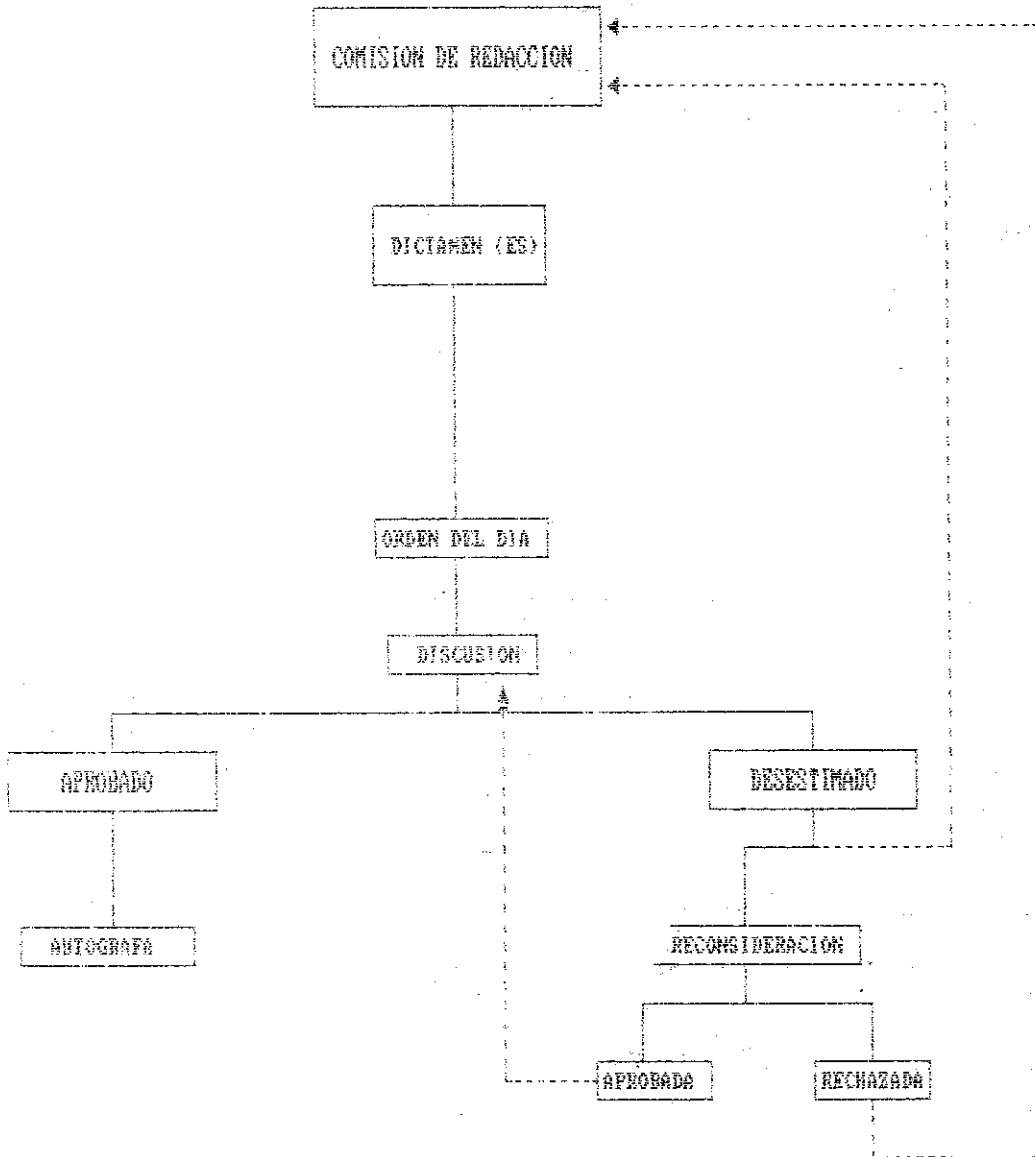 COMISION DE REDACCION
DICTAMEN (ES)
ORDEN DEL DIA
DISCUSION
APROBADO
DESESTIMADO
AUTOGRAFA
RECONSIDERACION
APROBADA
RECHAZADA